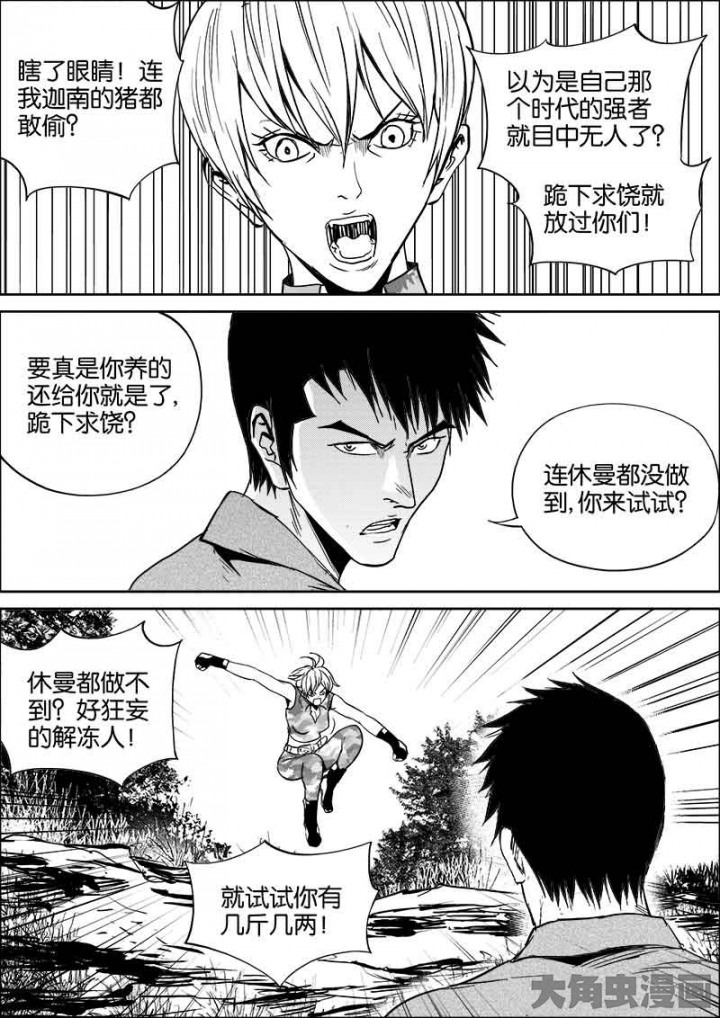 瞎了眼睛！连
我迦南的猪都
敢偷？
以为是自己那
个时代的强者
就目中无人了？
跪下求饶就
放过你们！
要真是你养的
还给你就是了，
跪下求饶？
连休曼都没做
到，你来试试？
休曼都做不
到？好狂妄
的解冻人！
就试试你有
几斤几两！
大角虫漫画